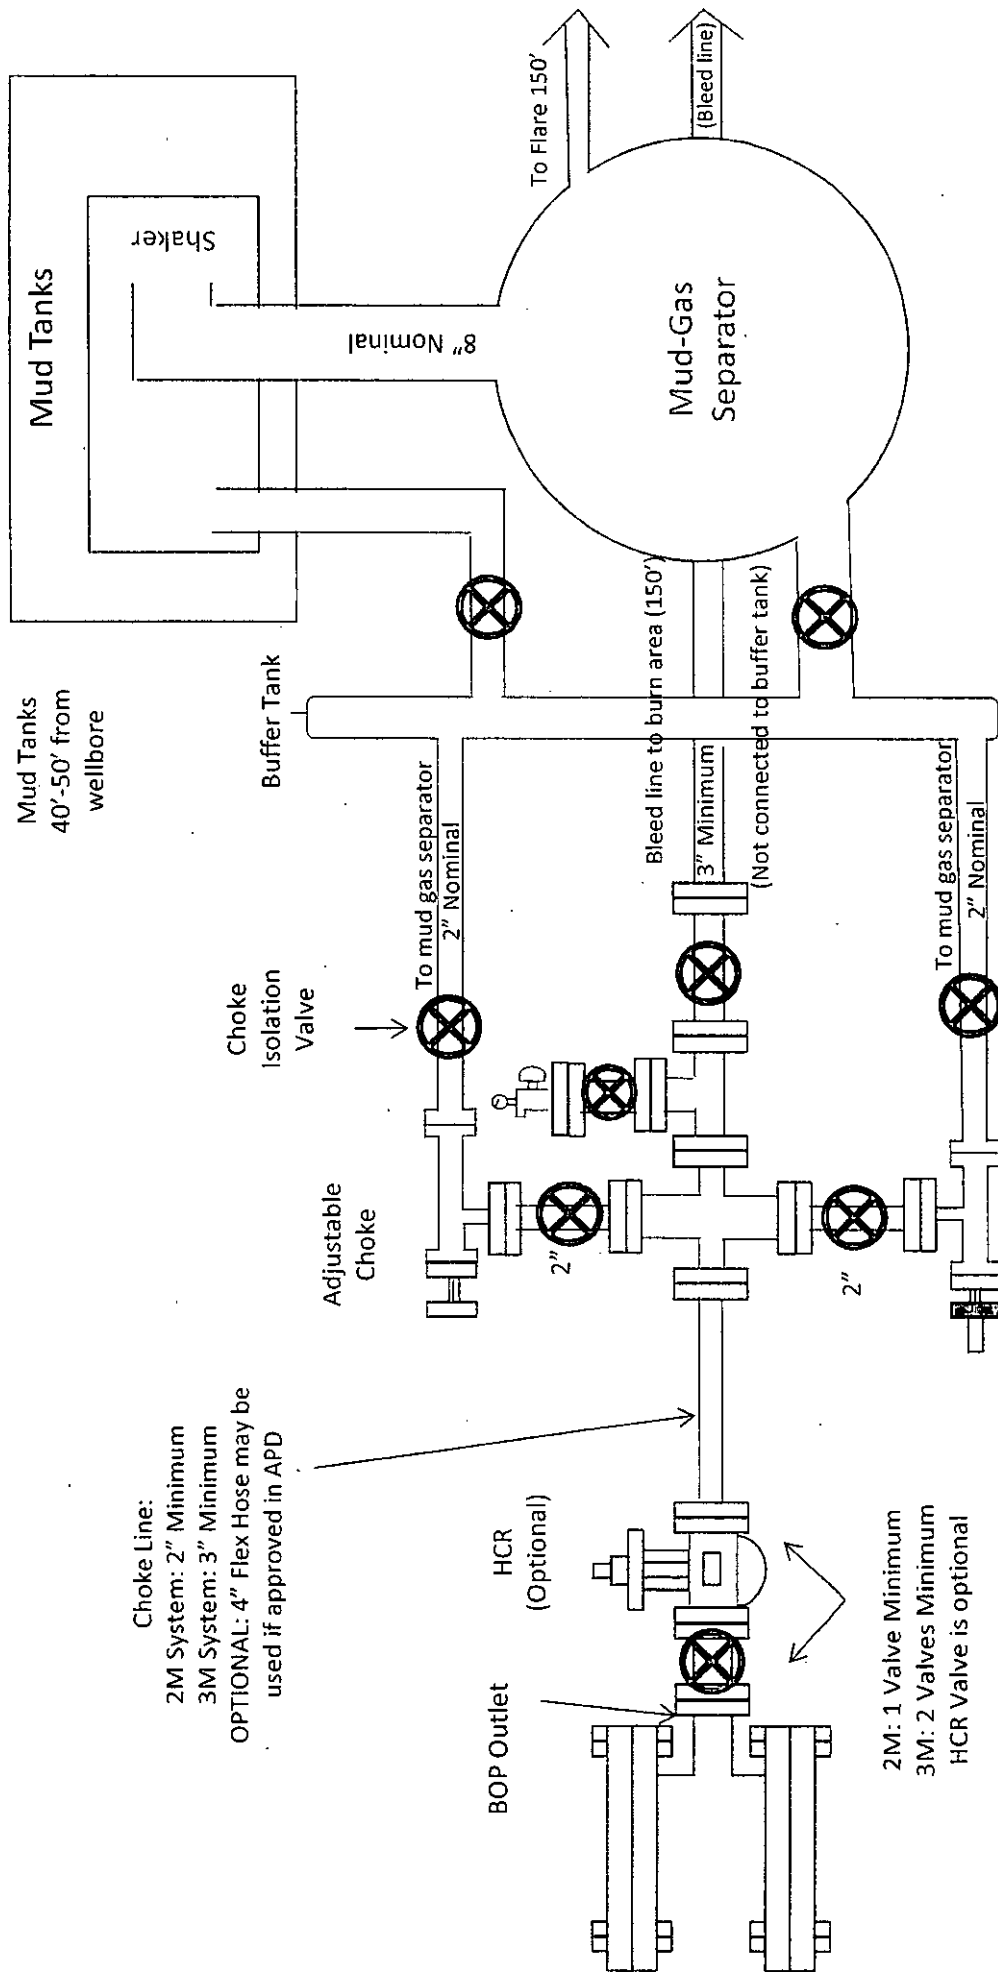 Mud Tanks
40'-50' from
wellbore
Mud Tanks
Shaker
8" Nominal
To Flare 150'
(Bleed line)
Mud-Gas
Separator
Buffer Tank
Bleed line to burn area (150')
3" Minimum
(Not connected to buffer tank)
To mud gas separator
2" Nominal
To mud gas separator
2" Nominal
Choke
Isolation
Valve
Adjustable
Choke
2"
2"
Choke Line:
2M System: 2" Minimum
3M System: 3" Minimum
OPTIONAL: 4" Flex Hose may be
used if approved in APD
HCR
(Optional)
BOP Outlet
2M: 1 Valve Minimum
3M: 2 Valves Minimum
HCR Valve is optional